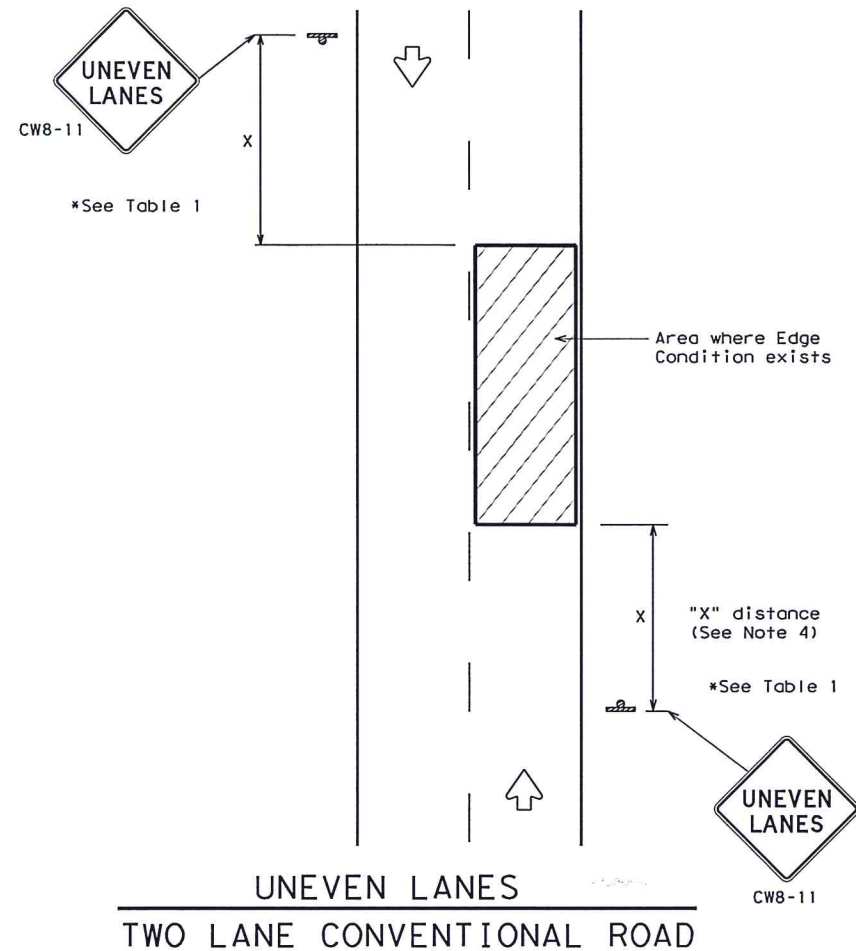 UNEVEN
LANES
CW8-11
X
*See Table 1
Area where Edge
Condition exists
X
"X" distance
(See Note 4)
*See Table 1
UNEVEN
LANES
CW8-11
UNEVEN LANES
TWO LANE CONVENTIONAL ROAD